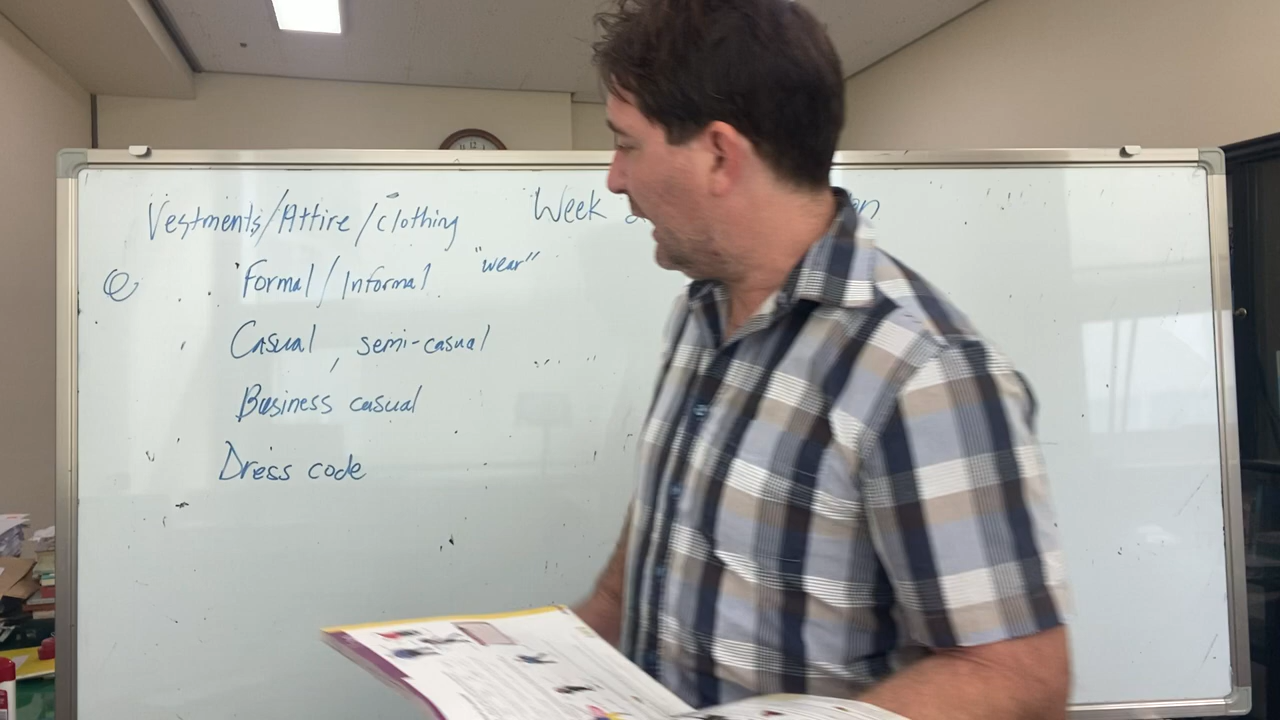 Vestments/Attire/clothing
Week
Formal/Informal "wear"
Casual, semi-casual
Business casual
Dress code